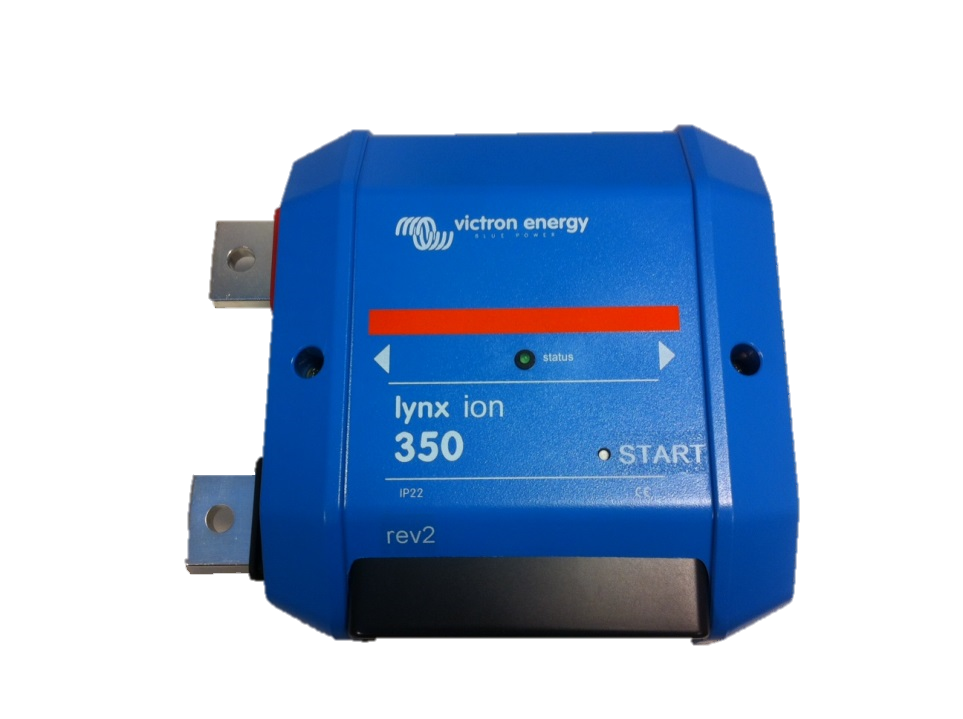 victron energy
BLUE POWER
status
lynx ion
350
START
IP22 CE
rev2